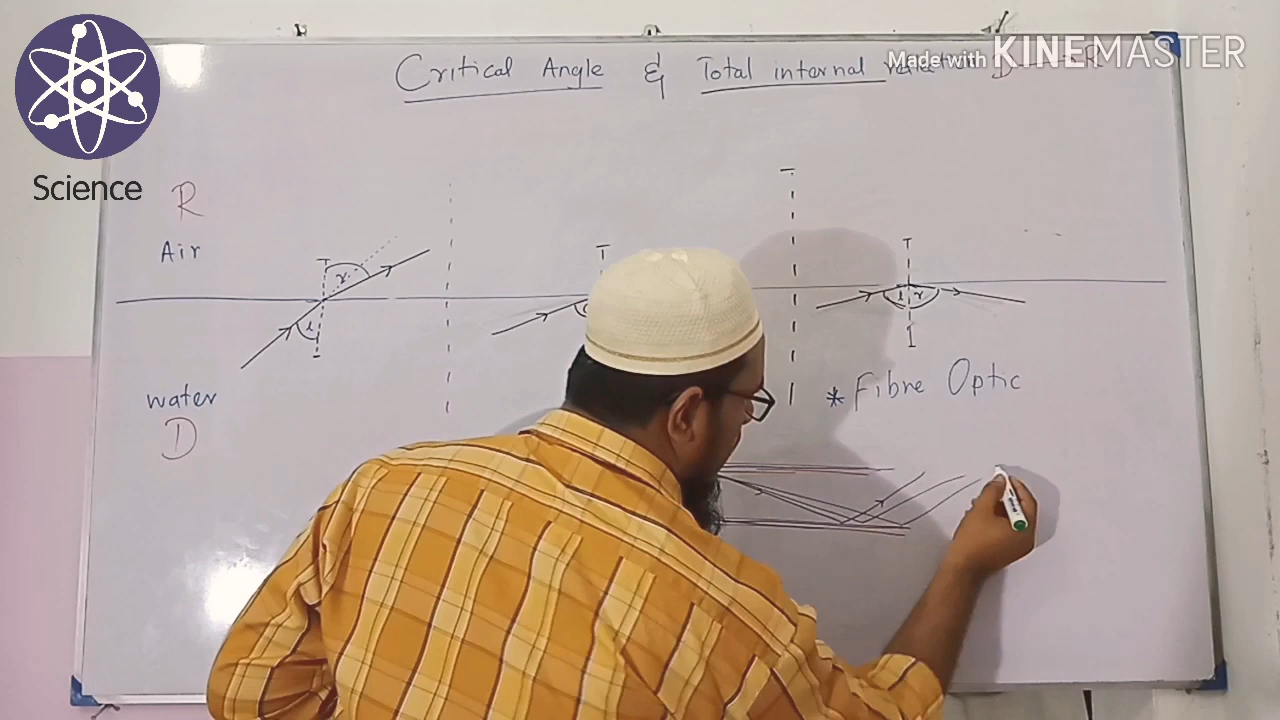 Made with KINEMASTER
Critical Angle & Total internal D R
Science
R
Air
r
i
i r
water
D
* Fibre Optic